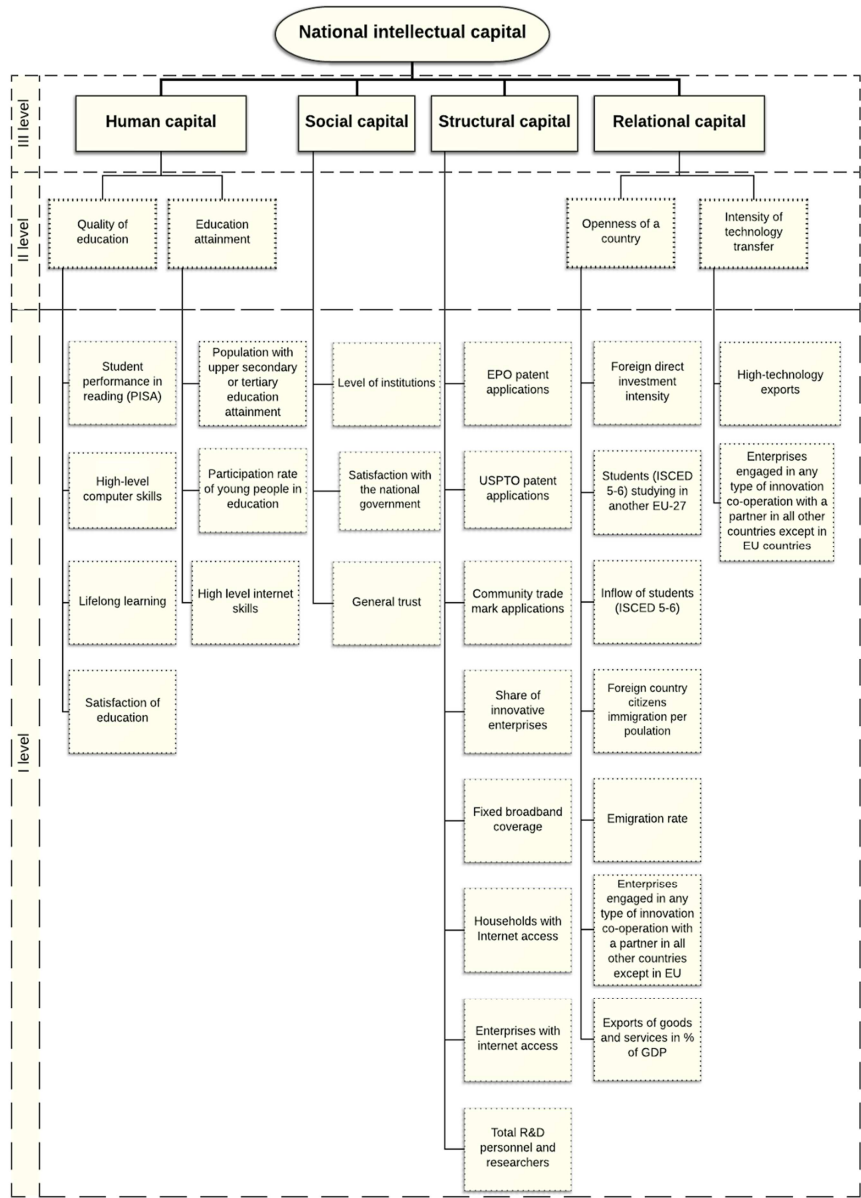 National intellectual capital
III level
Human capital
Social capital
Structural capital
Relational capital
II level
Quality of
education
Education
attainment
Openness of a
country
Intensity of
technology
transfer
I level
Student
performance in
reading (PISA)
High-level
computer skills
Lifelong learning
Satisfaction of
education
Population with
upper secondary
or tertiary
education
attainment
Participation rate
of young people in
education
High level internet
skills
Level of institutions
Satisfaction with
the national
government
General trust
EPO patent
applications
USPTO patent
applications
Community trade
mark applications
Share of
innovative
enterprises
Fixed broadband
coverage
Households with
Internet access
Enterprises with
internet access
Total R&D
personnel and
researchers
Foreign direct
investment
intensity
Students (ISCED
5-6) studying in
another EU-27
Inflow of students
(ISCED 5-6)
Foreign country
citizens
immigration per
poulation
Emigration rate
Enterprises
engaged in any
type of innovation
co-operation with
a partner in all
other countries
except in EU
Exports of goods
and services in %
of GDP
High-technology
exports
Enterprises
engaged in any
type of innovation
co-operation with a
partner in all other
countries except in
EU countries